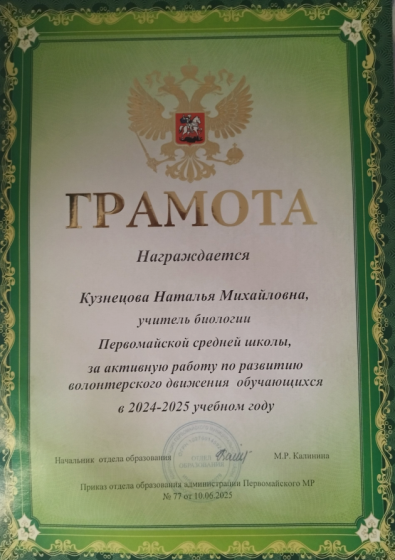 ГРАМОТА
Награждается
Кузнецова Наталья Михайловна,
учитель биологии
Первомайской средней школы,
за активную работу по развитию
волонтерского движения обучающихся
в 2024-2025 учебном году
Начальник отдела образования М.Р. Калинина
Приказ отдела образования администрации Первомайского МР
№ 77 от 10.06.2025